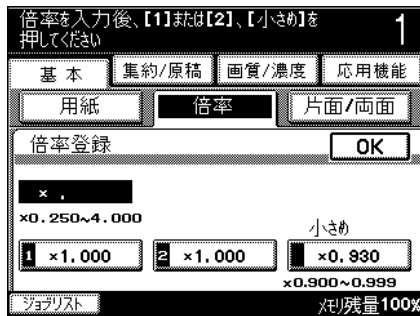 倍率を入力後、【1】または【2】、【小さめ】を
押してください
1
基本 集約/原稿 画質/濃度 応用機能
用紙 倍率 片面/両面
倍率登録 OK
× .
×0.250~4.000
小さめ
1 ×1.000 2 ×1.000 ×0.930
×0.900~0.999
ジョブリスト ﾒﾓﾘ残量100%